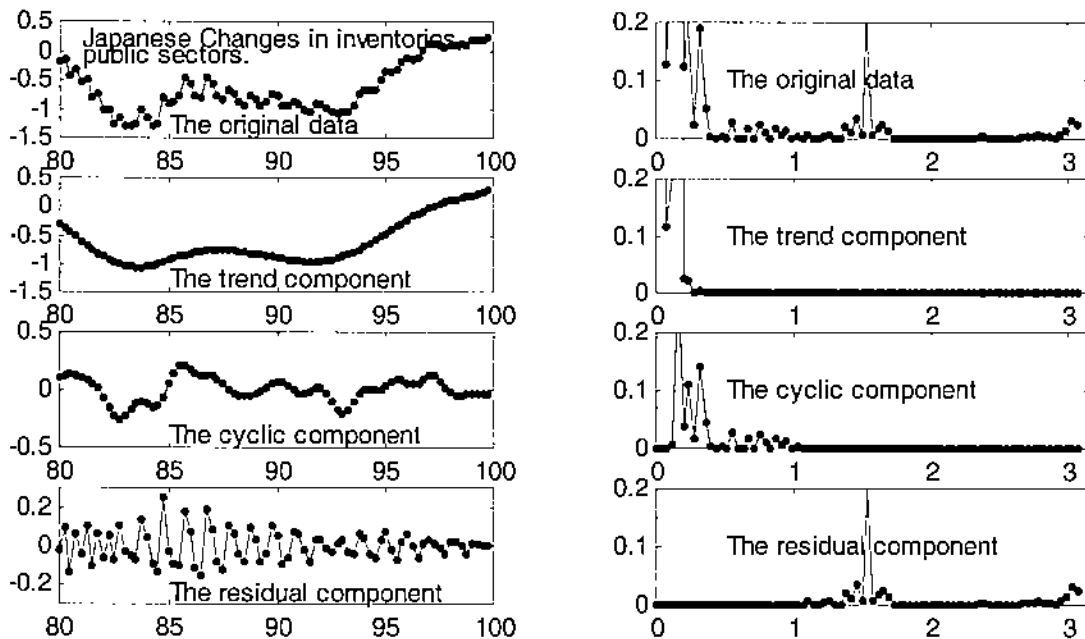 0.5
Japanese Changes in inventories,
0
public sectors.
-0.5
-1
The original data
-1.5
80 85 90 95 100
0.5
0
-0.5
-1
The trend component
-1.5
80 85 90 95 100
0.5
0
The cyclic component
-0.5
80 85 90 95 100
0.2
0
-0.2
The residual component
80 85 90 95 100
0.2
The original data
0.1
0
0 1 2 3
0.2
The trend component
0.1
0
0 1 2 3
0.2
The cyclic component
0.1
0
0 1 2 3
0.2
The residual component
0.1
0
0 1 2 3